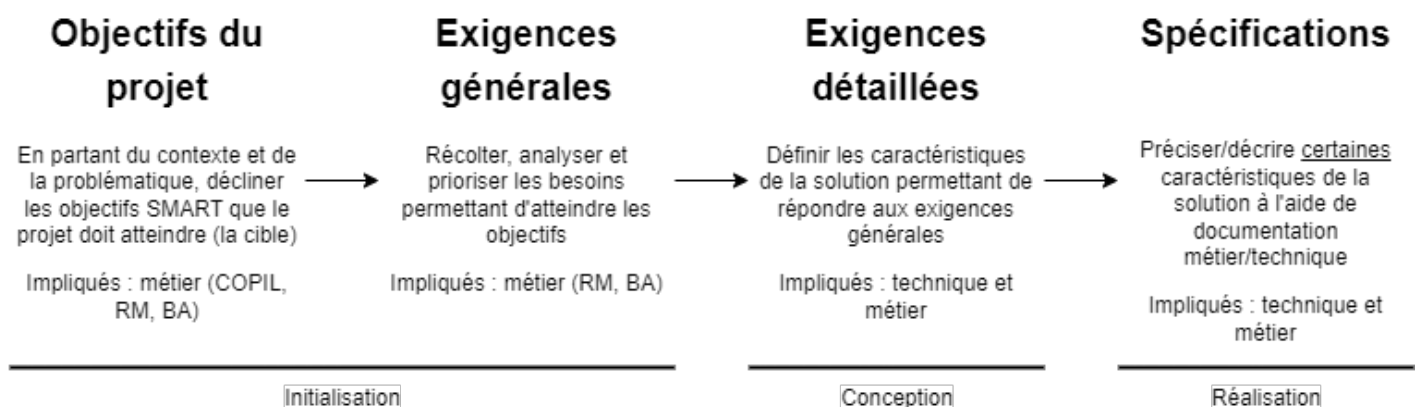 Objectifs du
projet
En partant du contexte et de
la problématique, décliner
les objectifs SMART que le
projet doit atteindre (la cible)
Impliqués : métier (COPIL,
RM, BA)
Exigences
générales
Récolter, analyser et
prioriser les besoins
permettant d'atteindre les
objectifs
Impliqués : métier (RM, BA)
Exigences
détaillées
Définir les caractéristiques
de la solution permettant de
répondre aux exigences
générales
Impliqués : technique et
métier
Spécifications
Préciser/décrire certaines
caractéristiques de la
solution à l'aide de
documentation
métier/technique
Impliqués : technique et
métier
Initialisation
Conception
Réalisation